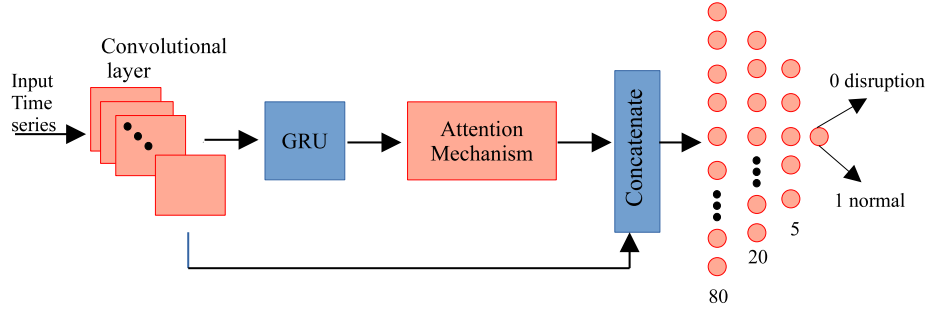 Convolutional
layer
Input
Time
series
GRU
Attention
Mechanism
Concatenate
0 disruption
1 normal
5
20
80